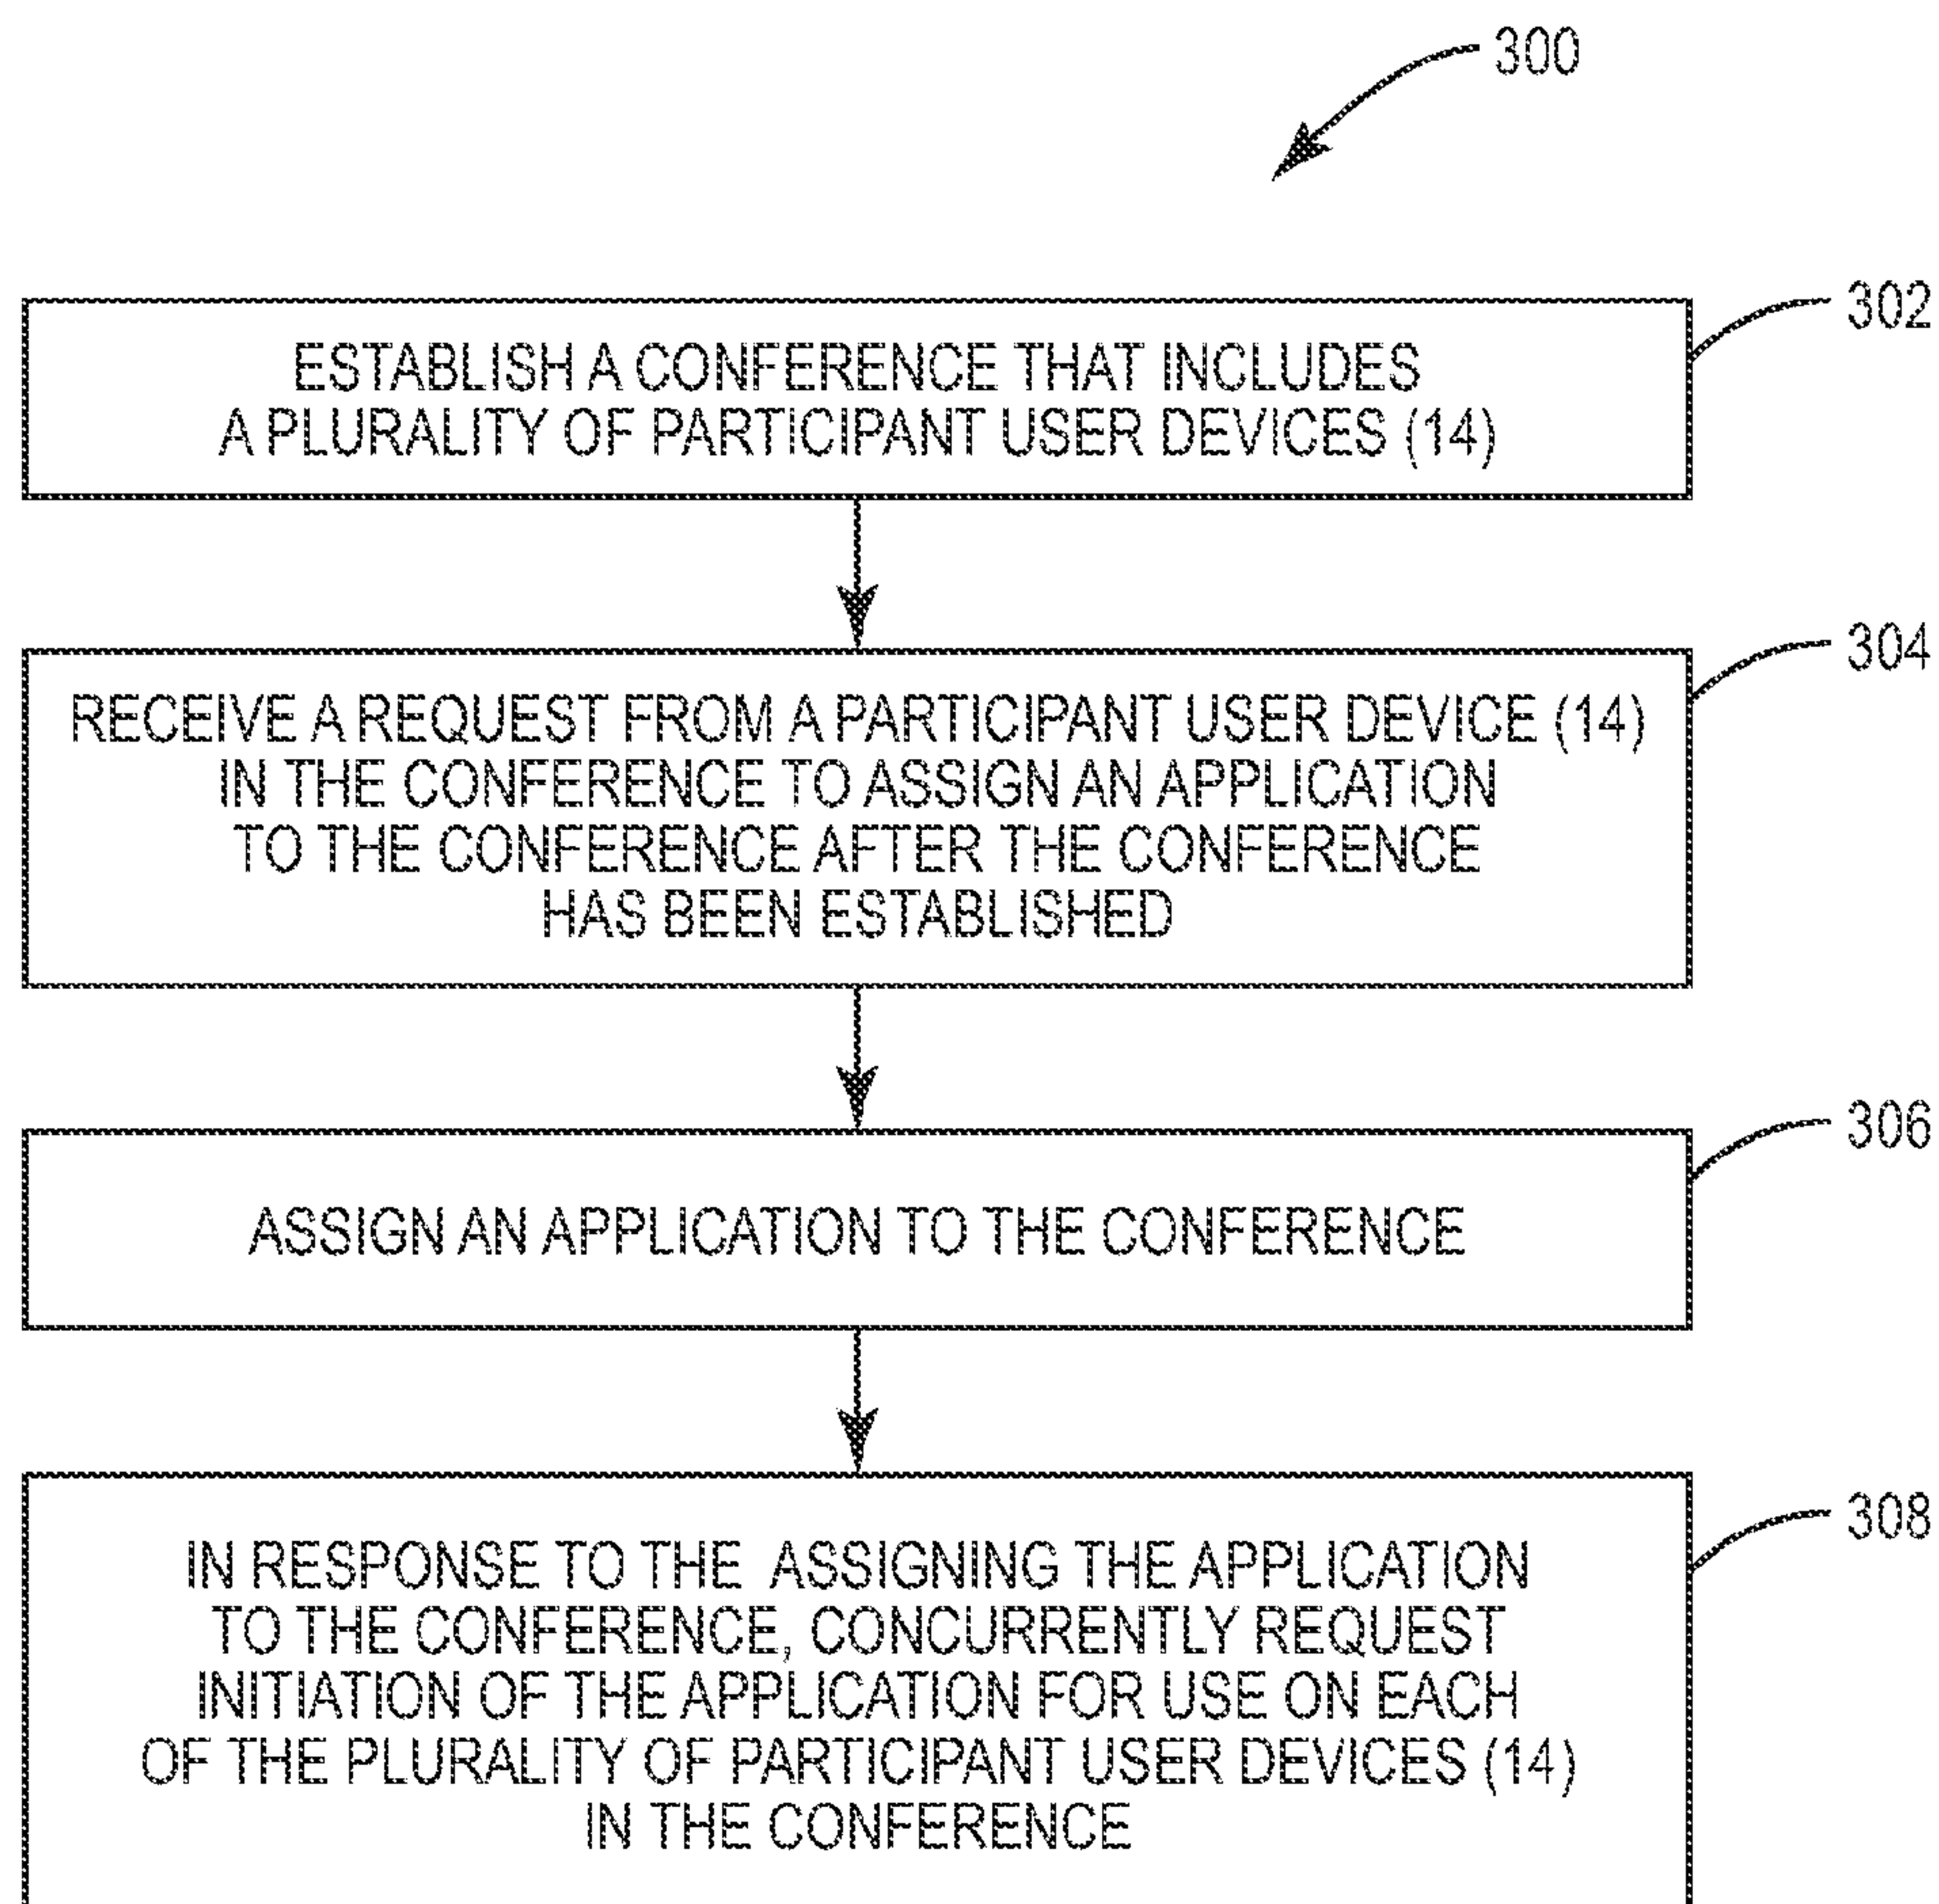 300
302
ESTABLISH A CONFERENCE THAT INCLUDES
A PLURALITY OF PARTICIPANT USER DEVICES (14)
304
RECEIVE A REQUEST FROM A PARTICIPANT USER DEVICE (14)
IN THE CONFERENCE TO ASSIGN AN APPLICATION
TO THE CONFERENCE AFTER THE CONFERENCE
HAS BEEN ESTABLISHED
306
ASSIGN AN APPLICATION TO THE CONFERENCE
308
IN RESPONSE TO THE ASSIGNING THE APPLICATION
TO THE CONFERENCE, CONCURRENTLY REQUEST
INITIATION OF THE APPLICATION FOR USE ON EACH
OF THE PLURALITY OF PARTICIPANT USER DEVICES (14)
IN THE CONFERENCE